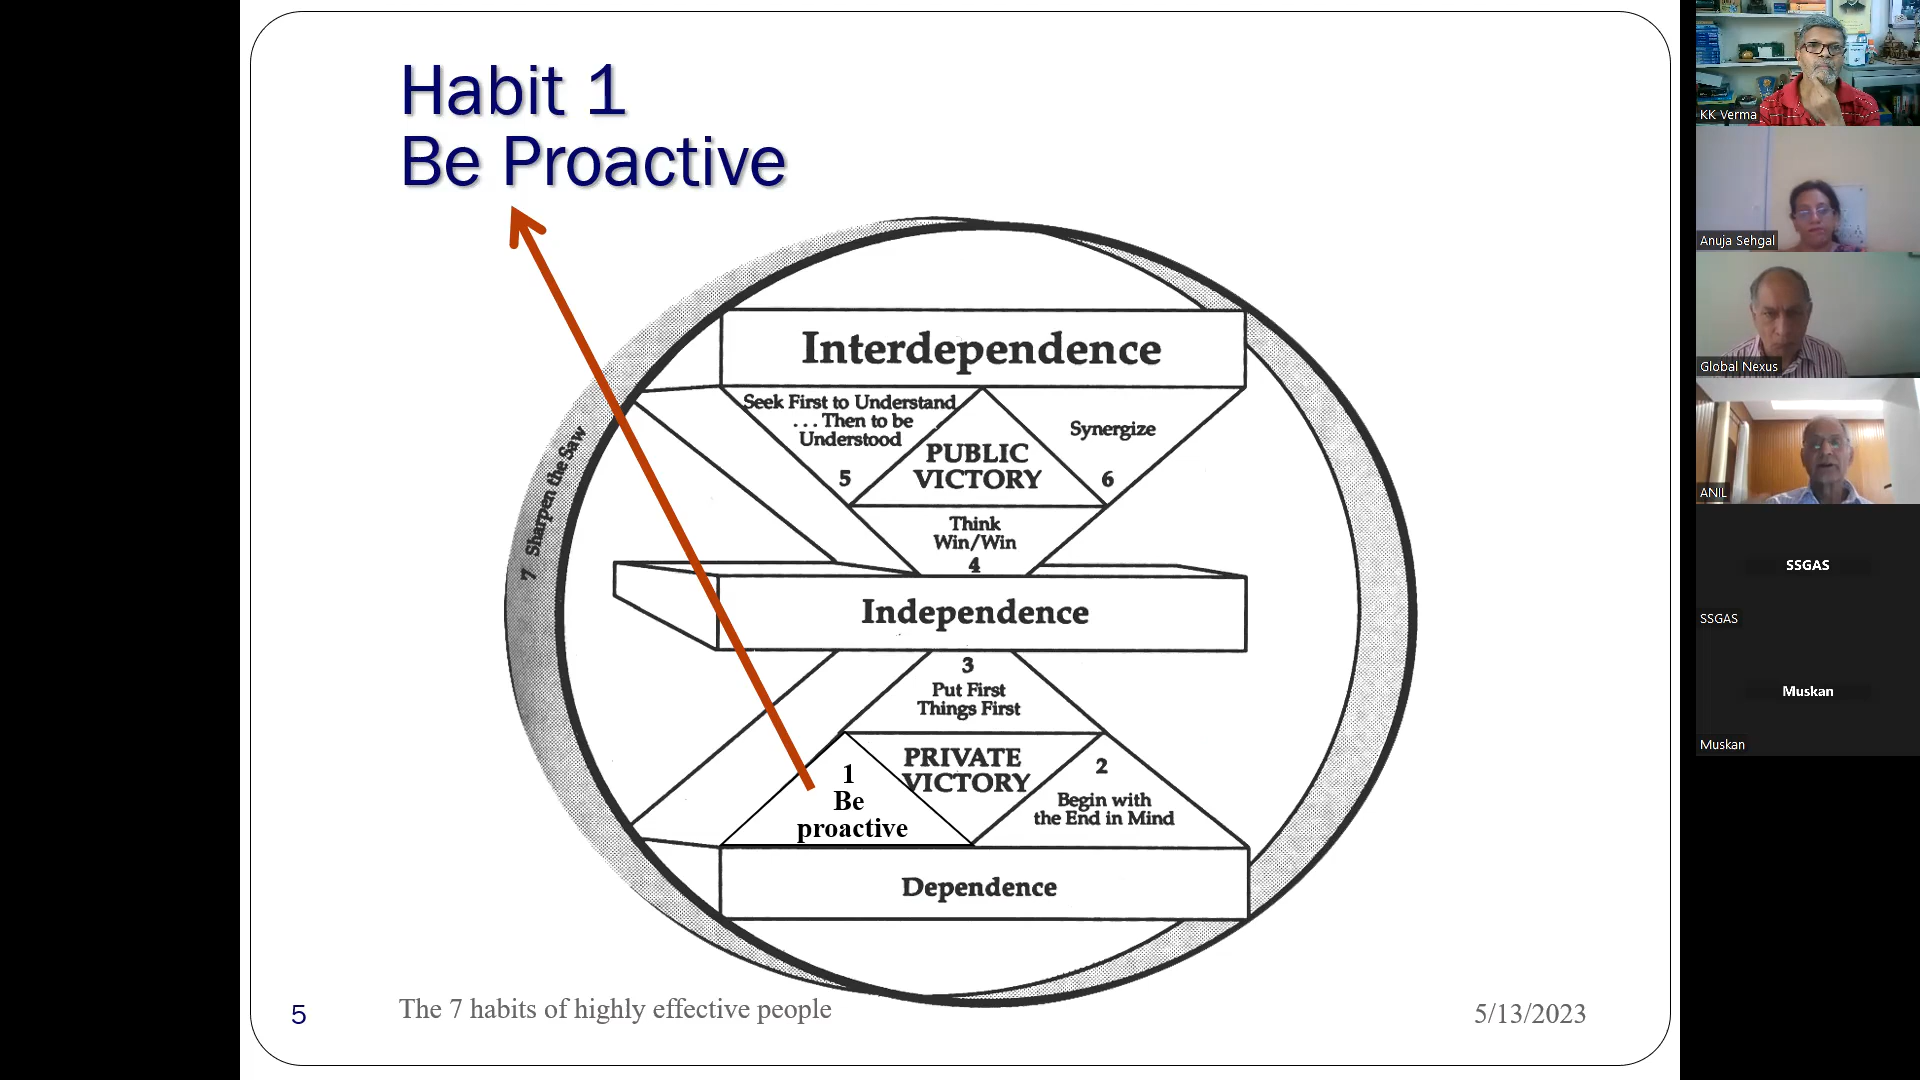 Habit 1
Be Proactive
Interdependence
Seek First to Understand
... Then to be
Understood
5
PUBLIC
VICTORY
Synergize
6
Think
Win/Win
4
7 Sharpen the Saw
Independence
3
Put First
Things First
PRIVATE
VICTORY
1
Be
proactive
2
Begin with
the End in Mind
Dependence
5
The 7 habits of highly effective people
5/13/2023
KK Verma
Anuja Sehgal
Global Nexus
ANIL
SSGAS
SSGAS
Muskan
Muskan